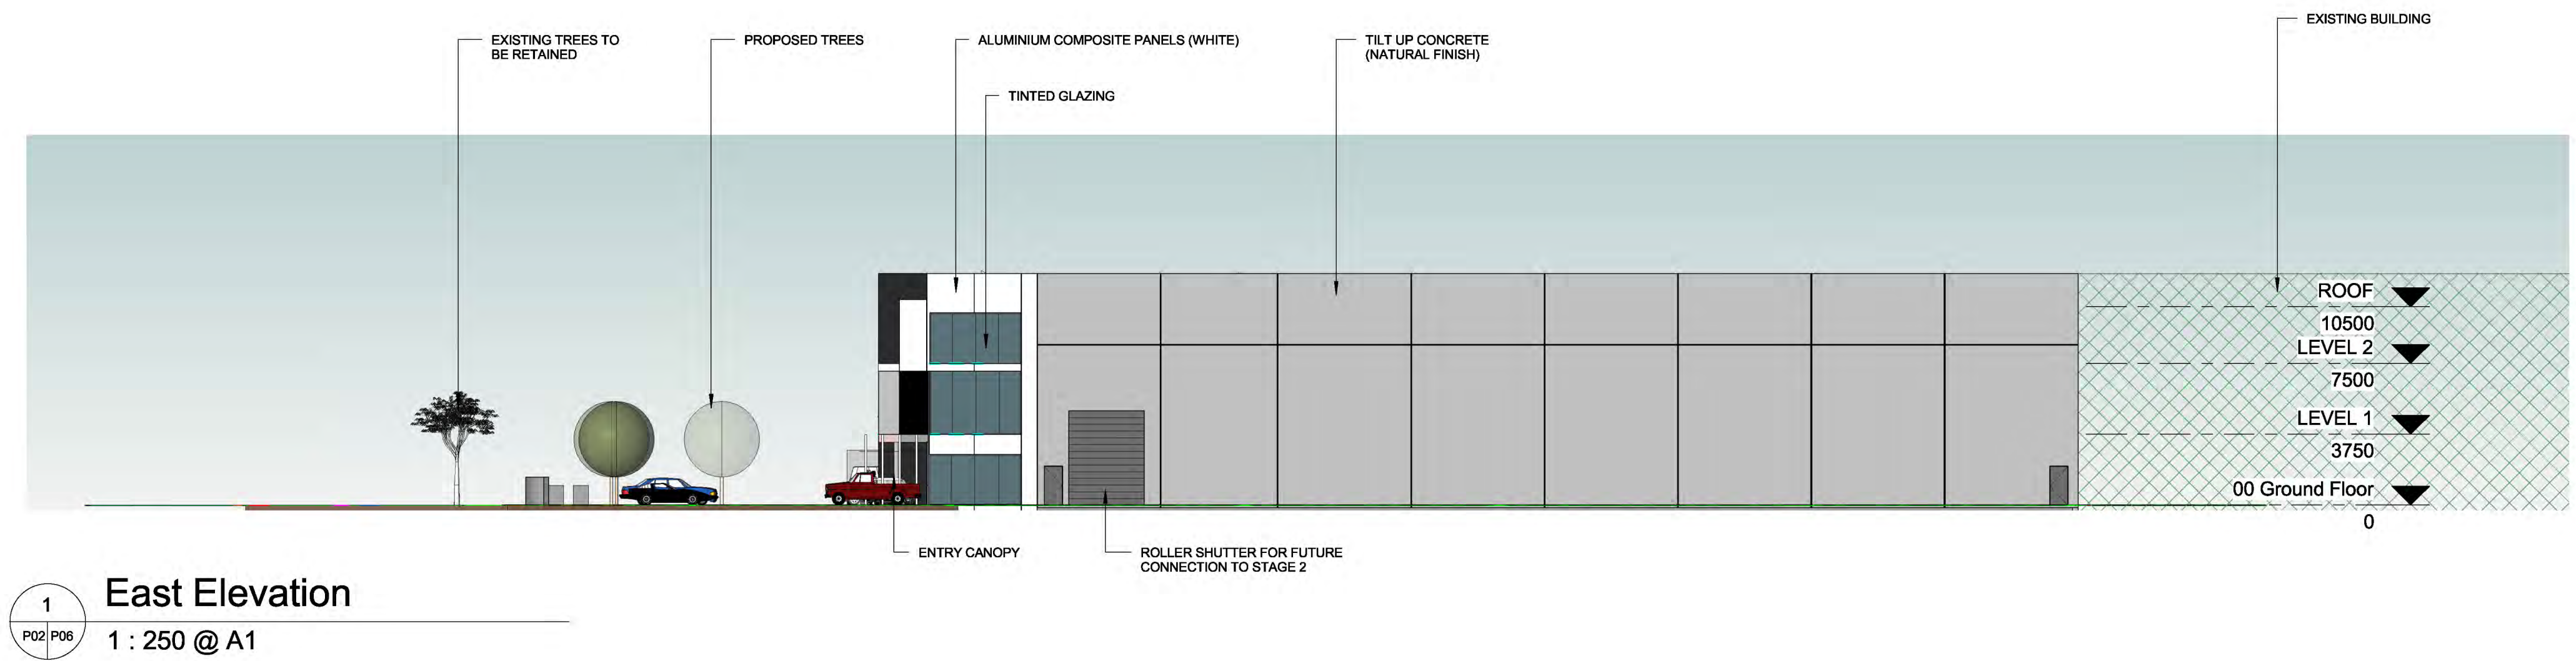 EXISTING BUILDING
EXISTING TREES TO
BE RETAINED
PROPOSED TREES
ALUMINIUM COMPOSITE PANELS (WHITE)
TILT UP CONCRETE
(NATURAL FINISH)
TINTED GLAZING
ROOF
10500
LEVEL 2
7500
LEVEL 1
3750
00 Ground Floor
0
ENTRY CANOPY
ROLLER SHUTTER FOR FUTURE
CONNECTION TO STAGE 2
1
East Elevation
P02 P06
1 : 250 @ A1